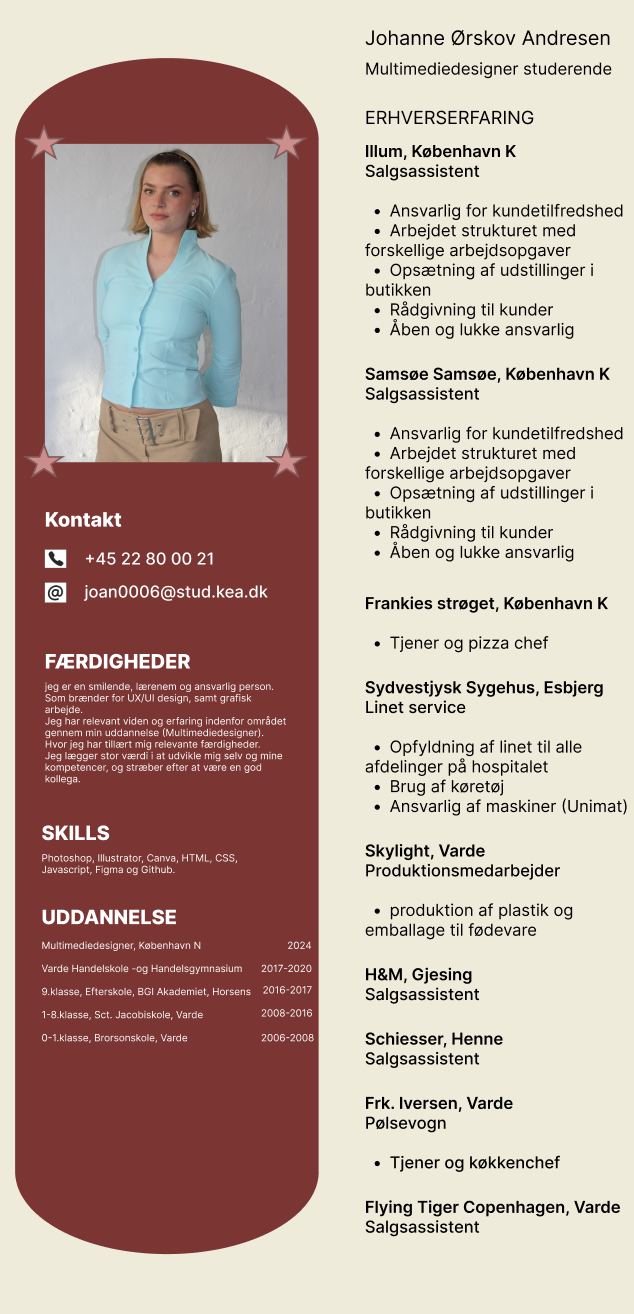 Johanne Ørskov Andresen
Multimediedesigner studerende
ERHVERSERFARING
Illum, København K
Salgsassistent
• Ansvarlig for kundetilfredshed
• Arbejdet struktureret med
forskellige arbejdsopgaver
• Opsætning af udstillinger i
butikken
• Rådgivning til kunder
• Åben og lukke ansvarlig
Samsøe Samsøe, København K
Salgsassistent
• Ansvarlig for kundetilfredshed
• Arbejdet struktureret med
forskellige arbejdsopgaver
• Opsætning af udstillinger i
butikken
• Rådgivning til kunder
• Åben og lukke ansvarlig
Frankies strøget, København K
• Tjener og pizza chef
Sydvestjysk Sygehus, Esbjerg
Linet service
• Opfyldning af linet til alle
afdelinger på hospitalet
• Brug af køretøj
• Ansvarlig af maskiner (Unimat)
Skylight, Varde
Produktionsmedarbejder
• produktion af plastik og
emballage til fødevare
H&M, Gjesing
Salgsassistent
Schiesser, Henne
Salgsassistent
Frk. Iversen, Varde
Pølsevogn
• Tjener og køkkenchef
Flying Tiger Copenhagen, Varde
Salgsassistent
Kontakt
+45 22 80 00 21
@ joan0006@stud.kea.dk
FÆRDIGHEDER
jeg er en smilende, lærenem og ansvarlig person.
Som brænder for UX/UI design, samt grafisk
arbejde.
Jeg har relevant viden og erfaring indenfor området
gennem min uddannelse (Multimediedesigner).
Hvor jeg har tillært mig relevante færdigheder.
Jeg lægger stor værdi i at udvikle mig selv og mine
kompetencer, og stræber efter at være en god
kollega.
SKILLS
Photoshop, Illustrator, Canva, HTML, CSS,
Javascript, Figma og Github.
UDDANNELSE
Multimediedesigner, København N 2024
Varde Handelskole -og Handelsgymnasium 2017-2020
9.klasse, Efterskole, BGI Akademiet, Horsens 2016-2017
1-8.klasse, Sct. Jacobiskole, Varde 2008-2016
0-1.klasse, Brorsonskole, Varde 2006-2008